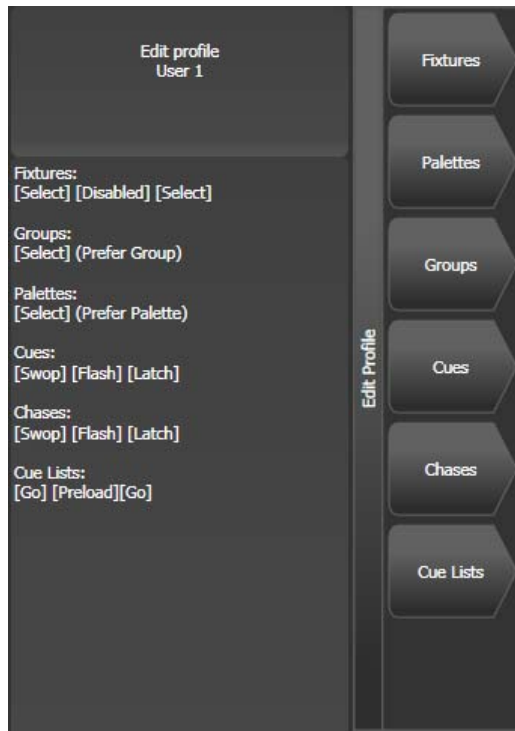 Edit profile
User 1
Fixtures:
[Select] [Disabled] [Select]
Groups:
[Select] (Prefer Group)
Palettes:
[Select] (Prefer Palette)
Cues:
[Swop] [Flash] [Latch]
Chases:
[Swop] [Flash] [Latch]
Cue Lists:
[Go] [Preload][Go]
Edit Profile
Fixtures
Palettes
Groups
Cues
Chases
Cue Lists